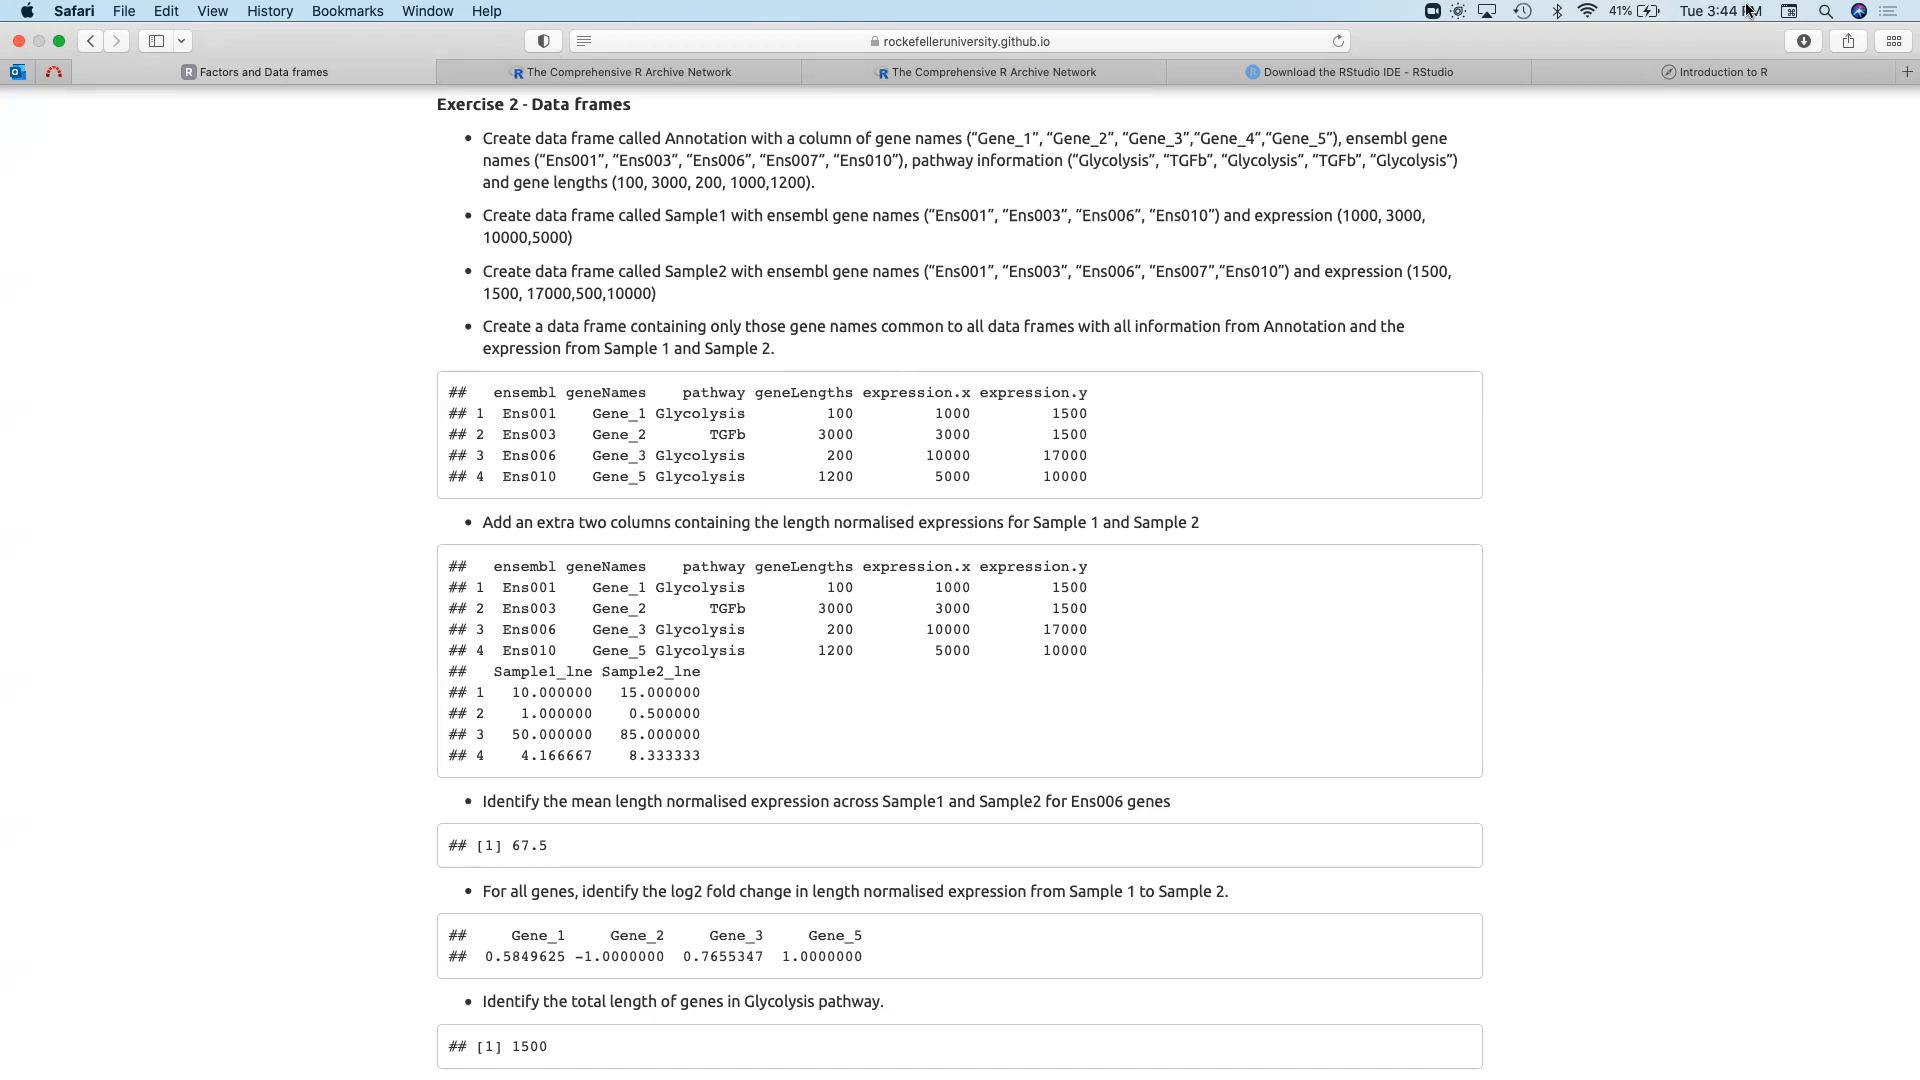 Safari File Edit View History Bookmarks Window Help 41% Tue 3:44
rockefelleruniversity.github.io
Factors and Data frames The Comprehensive R Archive Network The Comprehensive R Archive Network Download the RStudio IDE - RStudio Introduction to R
Exercise 2 - Data frames
• Create data frame called Annotation with a column of gene names (“Gene_1”, “Gene_2”, “Gene_3”,“Gene_4”,“Gene_5”), ensembl gene
names (“Ens001”, “Ens003”, “Ens006”, “Ens007”, “Ens010”), pathway information (“Glycolysis”, “TGFb”, “Glycolysis”, “TGFb”, “Glycolysis”)
and gene lengths (100, 3000, 200, 1000,1200).
• Create data frame called Sample1 with ensembl gene names (“Ens001”, “Ens003”, “Ens006”, “Ens010”) and expression (1000, 3000,
10000,5000)
• Create data frame called Sample2 with ensembl gene names (“Ens001”, “Ens003”, “Ens006”, “Ens007”,“Ens010”) and expression (1500,
1500, 17000,500,10000)
• Create a data frame containing only those gene names common to all data frames with all information from Annotation and the
expression from Sample 1 and Sample 2.
##   ensembl geneNames    pathway geneLengths expression.x expression.y
## 1  Ens001    Gene_1 Glycolysis         100         1000         1500
## 2  Ens003    Gene_2       TGFb        3000         3000         1500
## 3  Ens006    Gene_3 Glycolysis         200        10000        17000
## 4  Ens010    Gene_5 Glycolysis        1200         5000        10000
• Add an extra two columns containing the length normalised expressions for Sample 1 and Sample 2
##   ensembl geneNames    pathway geneLengths expression.x expression.y
## 1  Ens001    Gene_1 Glycolysis         100         1000         1500
## 2  Ens003    Gene_2       TGFb        3000         3000         1500
## 3  Ens006    Gene_3 Glycolysis         200        10000        17000
## 4  Ens010    Gene_5 Glycolysis        1200         5000        10000
##   Sample1_lne Sample2_lne
## 1   10.000000   15.000000
## 2    1.000000    0.500000
## 3   50.000000   85.000000
## 4    4.166667    8.333333
• Identify the mean length normalised expression across Sample1 and Sample2 for Ens006 genes
## [1] 67.5
• For all genes, identify the log2 fold change in length normalised expression from Sample 1 to Sample 2.
##     Gene_1     Gene_2     Gene_3     Gene_5
##  0.5849625 -1.0000000  0.7655347  1.0000000
• Identify the total length of genes in Glycolysis pathway.
## [1] 1500